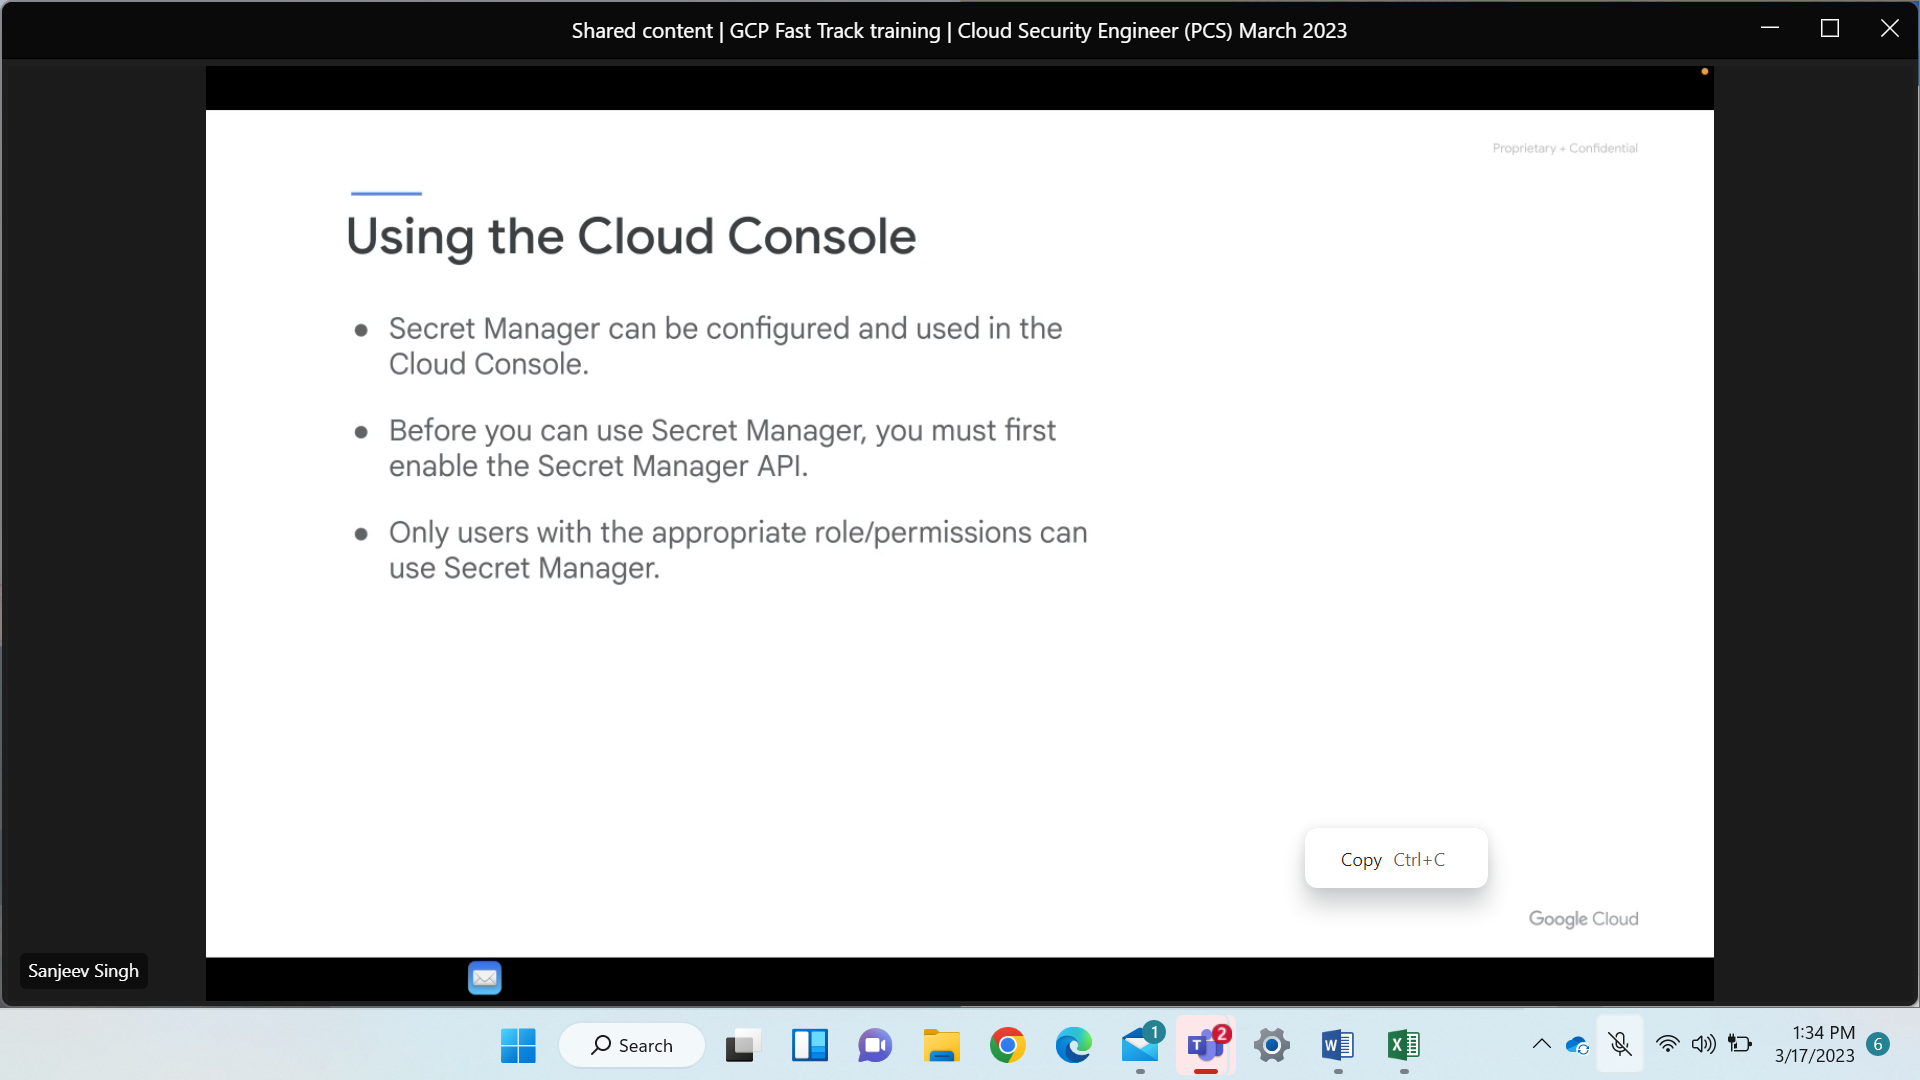 Shared content | GCP Fast Track training | Cloud Security Engineer (PCS) March 2023
Proprietary + Confidential
Using the Cloud Console
● Secret Manager can be configured and used in the
Cloud Console.
● Before you can use Secret Manager, you must first
enable the Secret Manager API.
● Only users with the appropriate role/permissions can
use Secret Manager.
Copy Ctrl+C
Google Cloud
Sanjeev Singh
Search
1
T
2
W
X
1:34 PM
3/17/2023
6